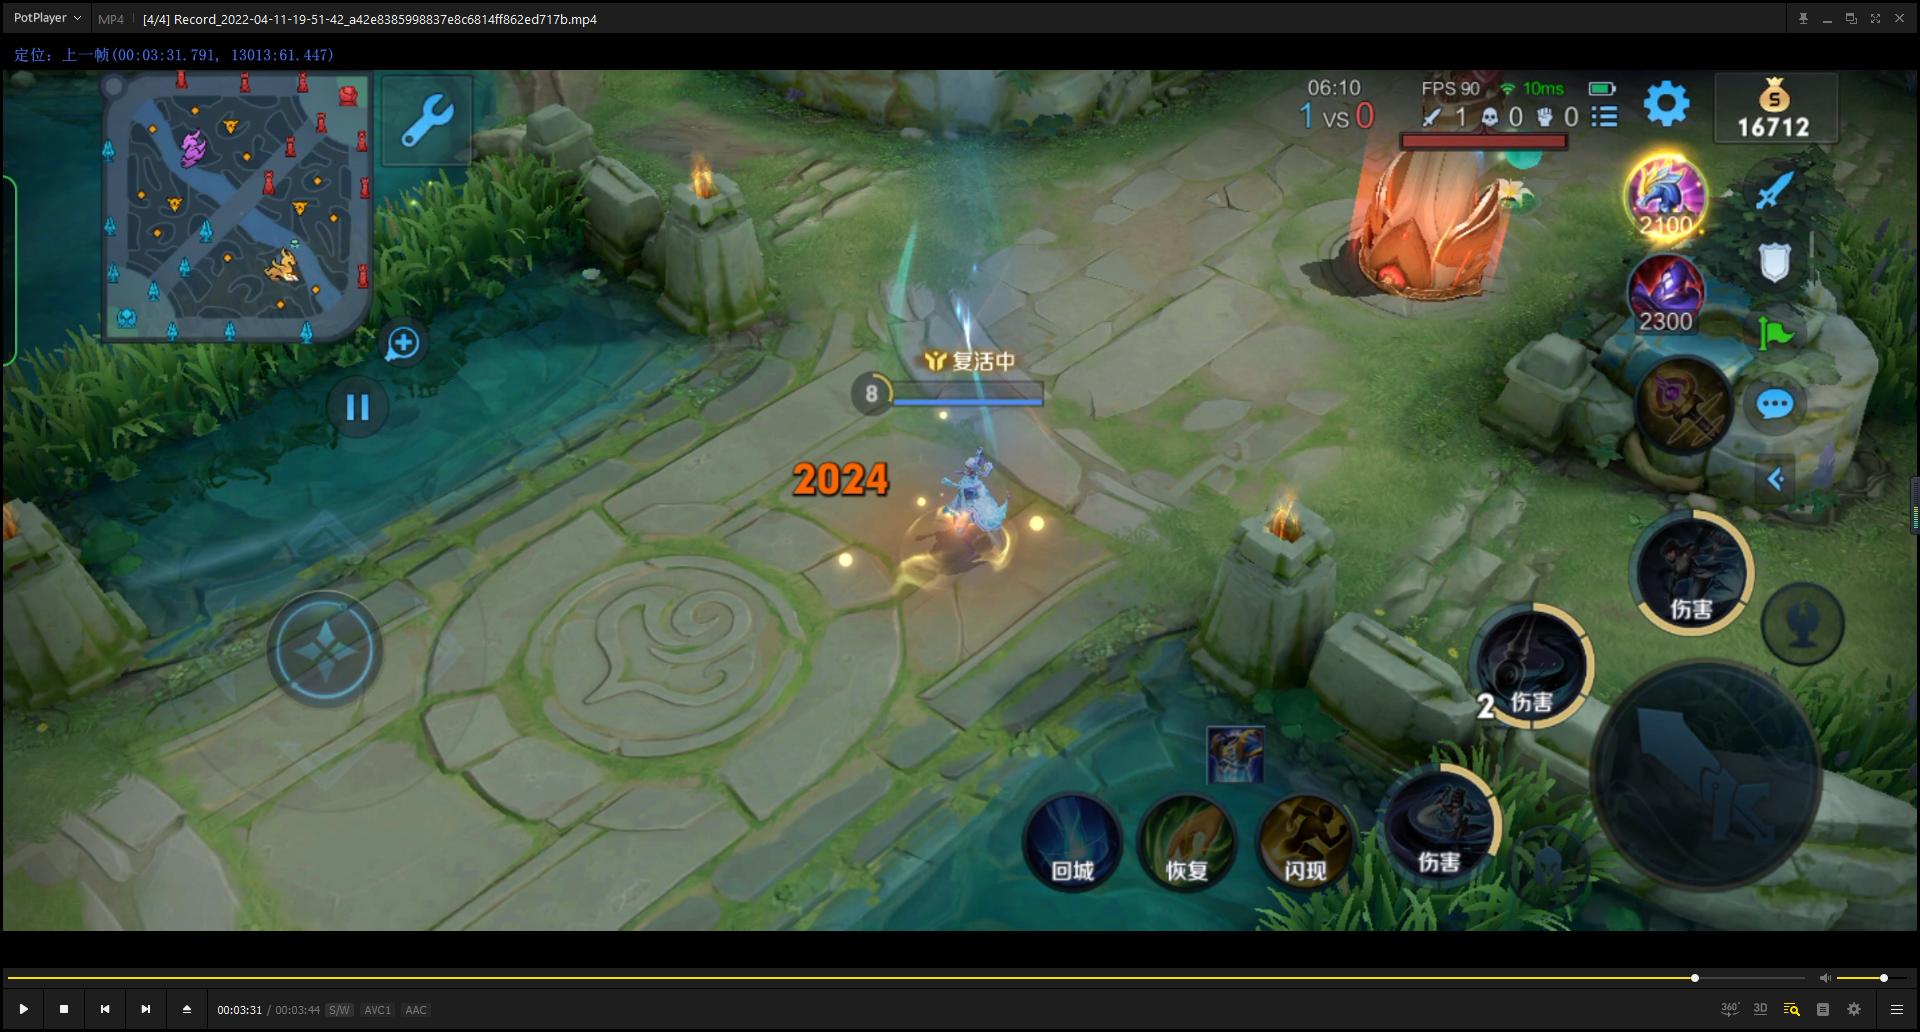 PotPlayer
MP4
[4/4] Record_2022-04-11-19-51-42_a42e8385998837e8c6814ff862ed717b.mp4
定位：上一帧(00:03:31.791, 13013:61.447)
06:10
FPS 90
10ms
1 VS 0
1
0
0
16712
2100
2300
复活中
8
2024
伤害
2
伤害
伤害
回城
恢复
闪现
00:03:31 / 00:03:44
S/W
AVC1
AAC
360°
3D